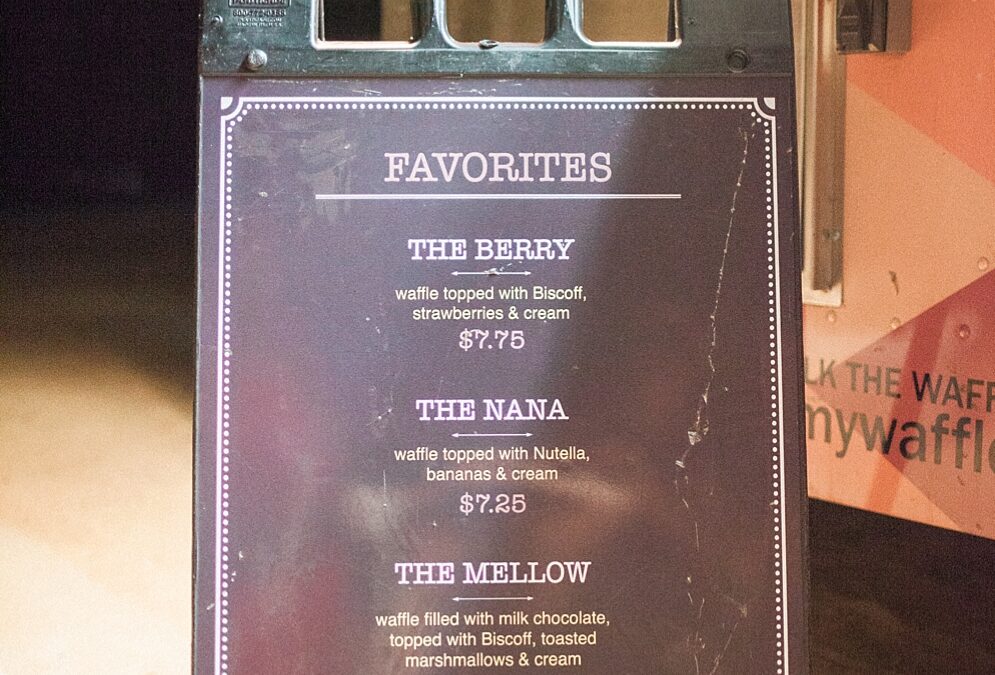 FAVORITES
THE BERRY
waffle topped with Biscoff,
strawberries & cream
$7.75
THE NANA
waffle topped with Nutella,
bananas & cream
$7.25
THE MELLOW
waffle filled with milk chocolate,
topped with Biscoff, toasted
marshmallows & cream
LK THE WAFF
mywaffle